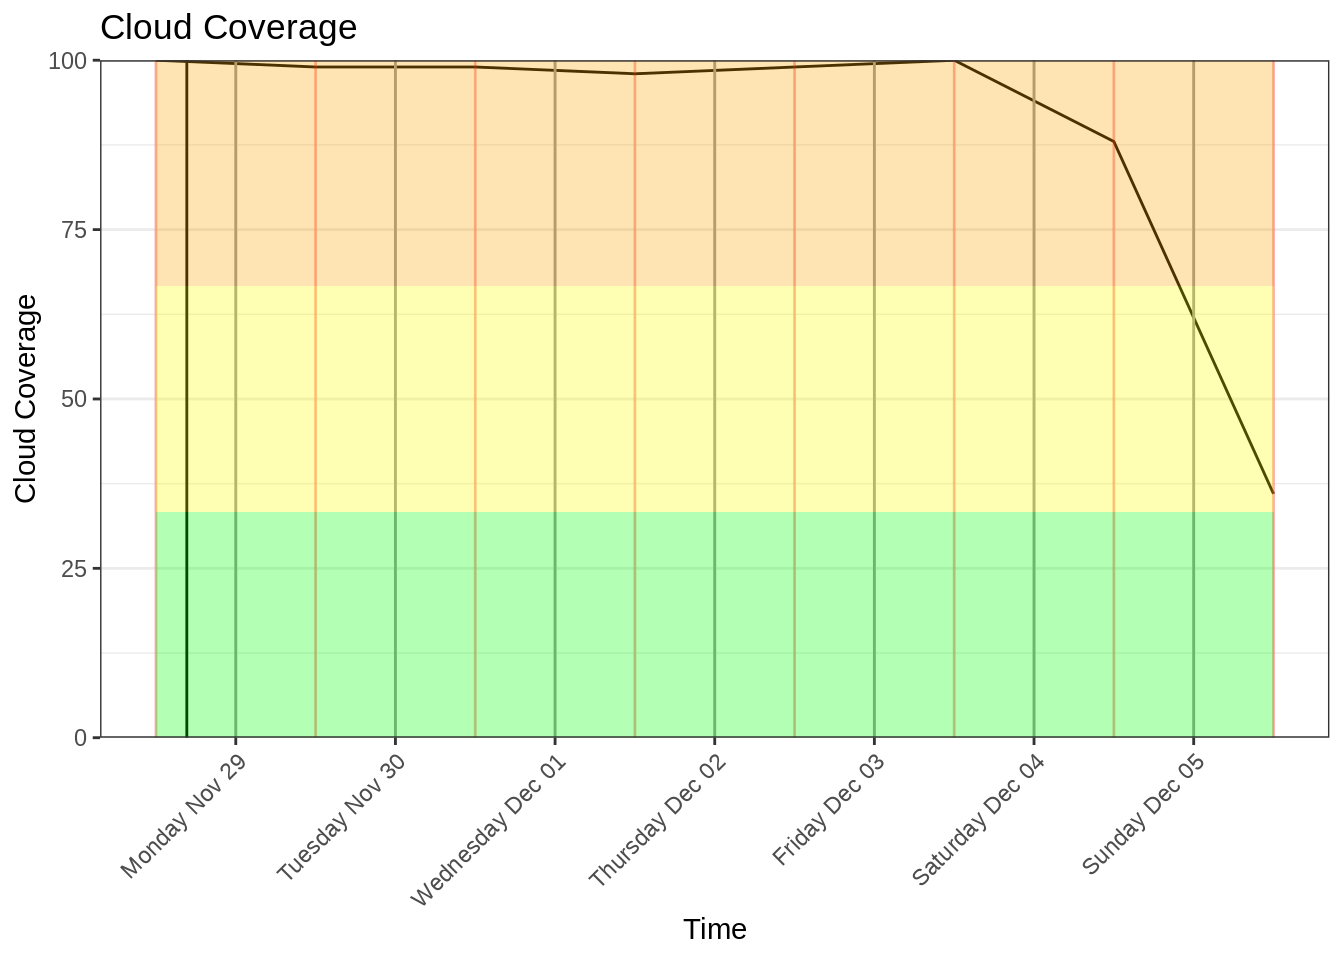 Cloud Coverage
Cloud Coverage
100
75
50
25
0
Monday Nov 29
Tuesday Nov 30
Wednesday Dec 01
Thursday Dec 02
Friday Dec 03
Saturday Dec 04
Sunday Dec 05
Time